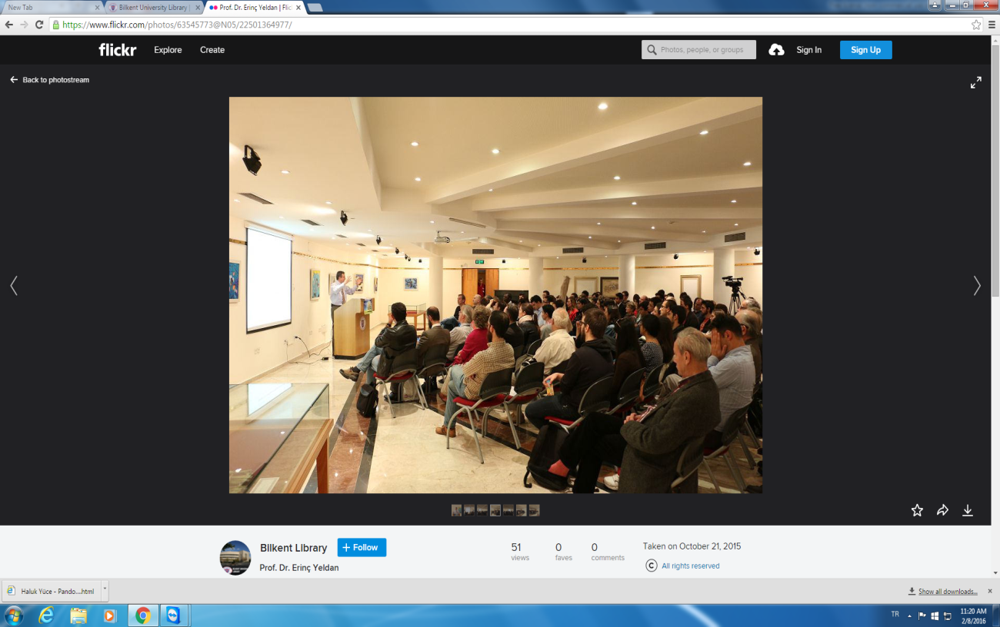 New Tab
Bilkent University Library |
Prof. Dr. Erinç Yeldan | Flic
https://www.flickr.com/photos/63545773@N05/22501364977/
flickr
Explore
Create
Photos, people, or groups
Sign In
Sign Up
Back to photostream
Bilkent Library
+ Follow
Prof. Dr. Erinç Yeldan
51
views
0
faves
0
comments
Taken on October 21, 2015
All rights reserved
Haluk Yüce - Pando....html
Show all downloads...
TR
11:20 AM
2/8/2016